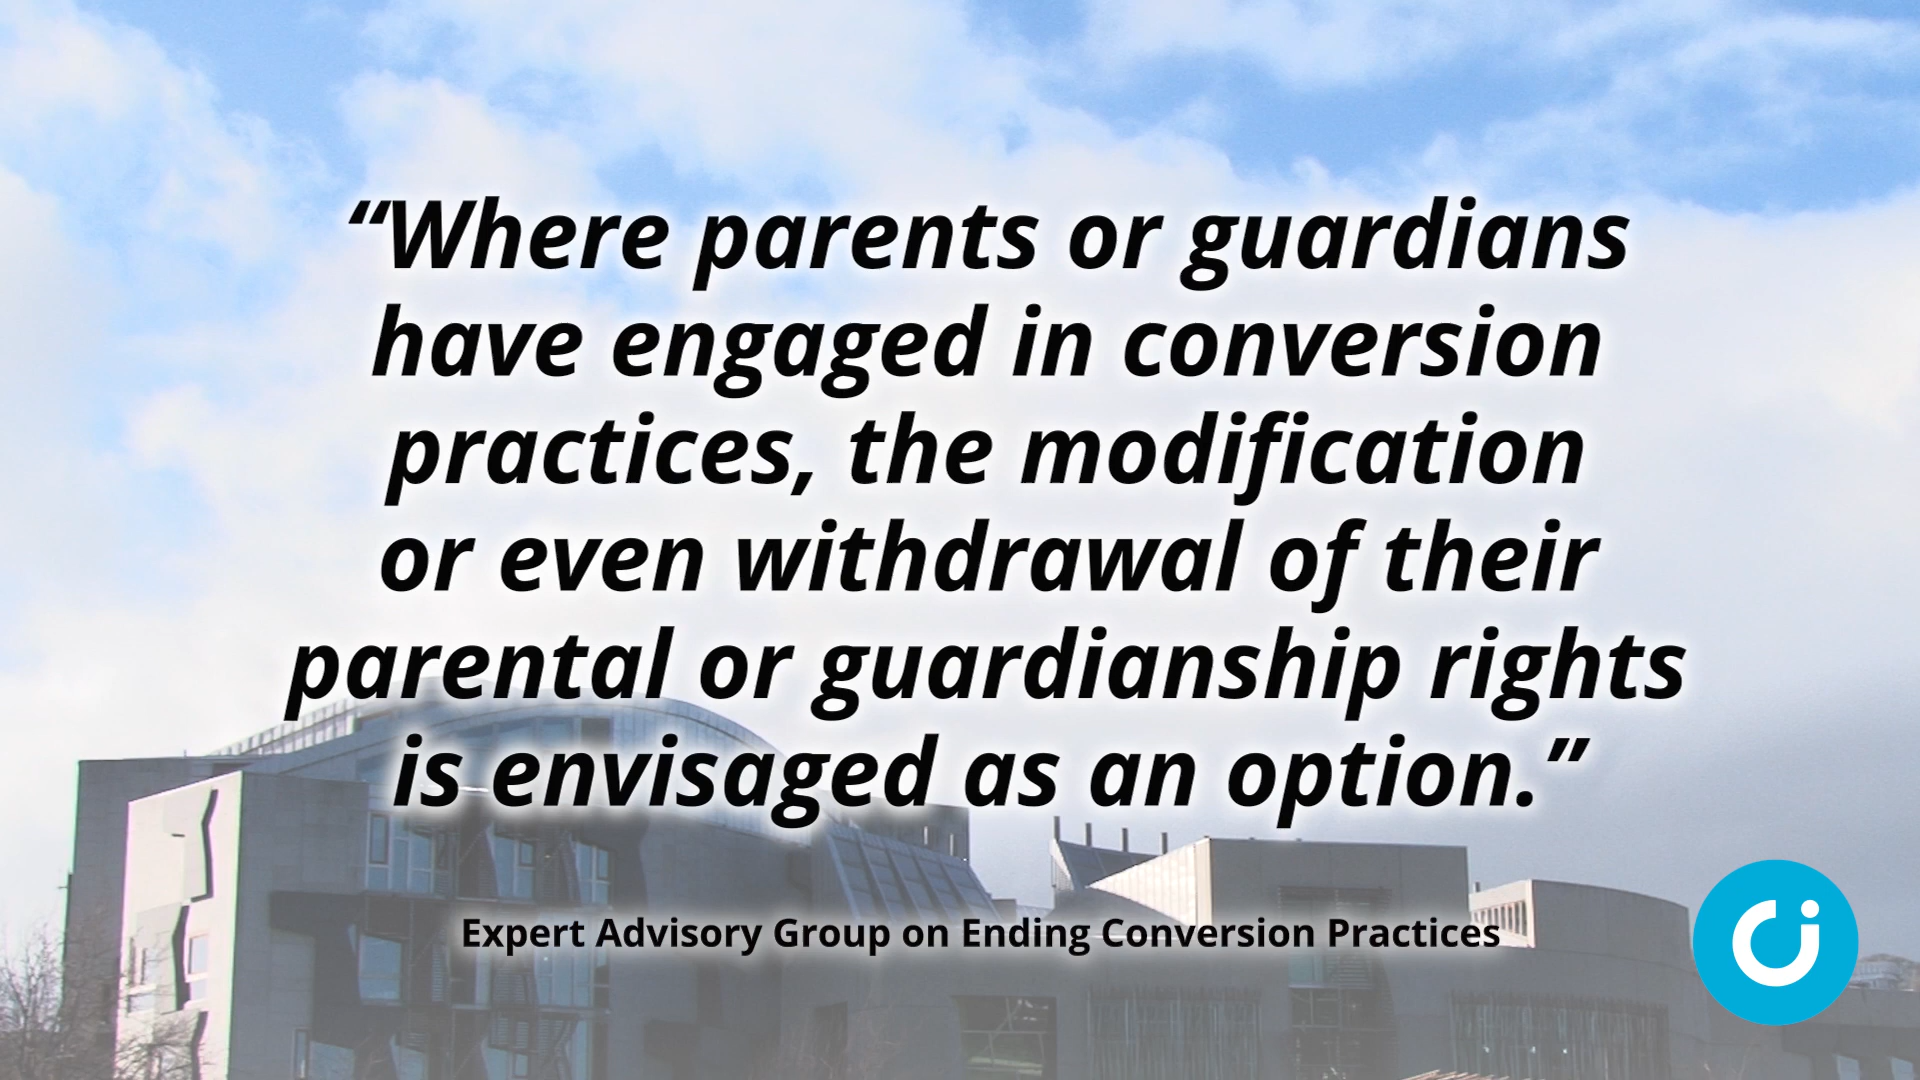 “Where parents or guardians
have engaged in conversion
practices, the modification
or even withdrawal of their
parental or guardianship rights
is envisaged as an option.”
Expert Advisory Group on Ending Conversion Practices